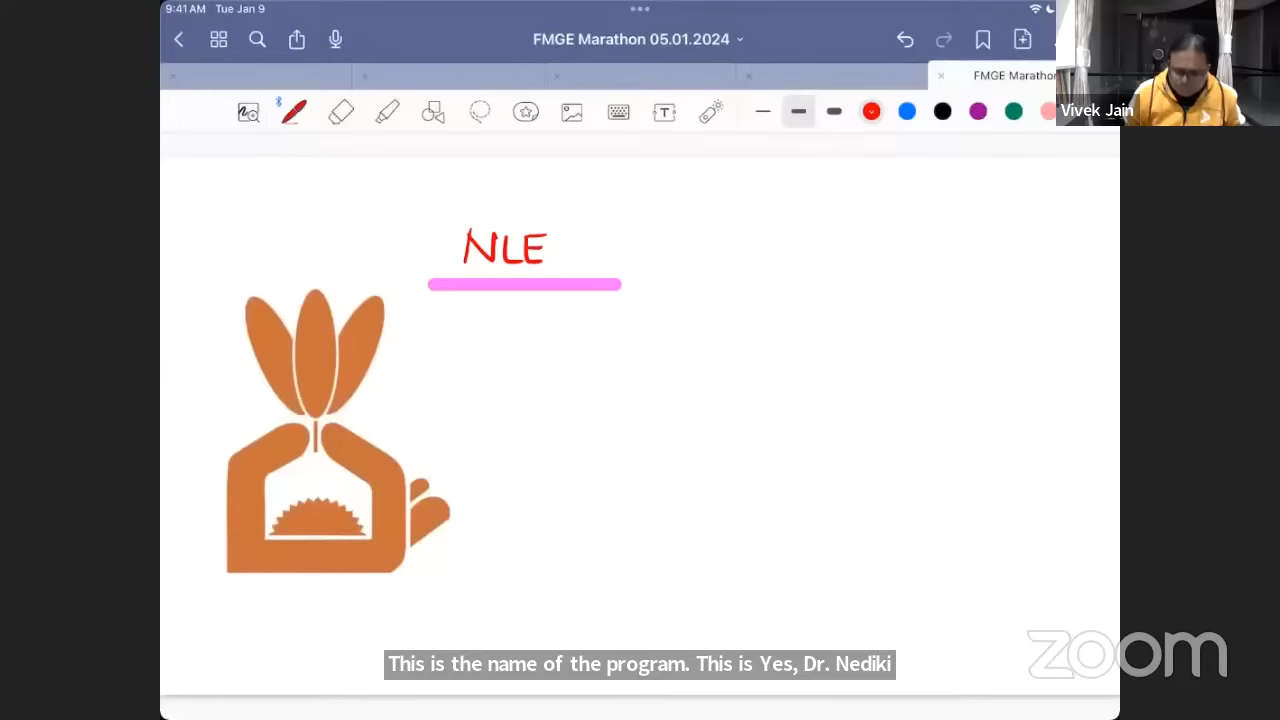 9:41 AM Tue Jan 9
FMGE Marathon 05.01.2024
FMGE Maratho
T
Vivek Jain
NLE
This is the name of the program. This is Yes, Dr. Nediki
zoom